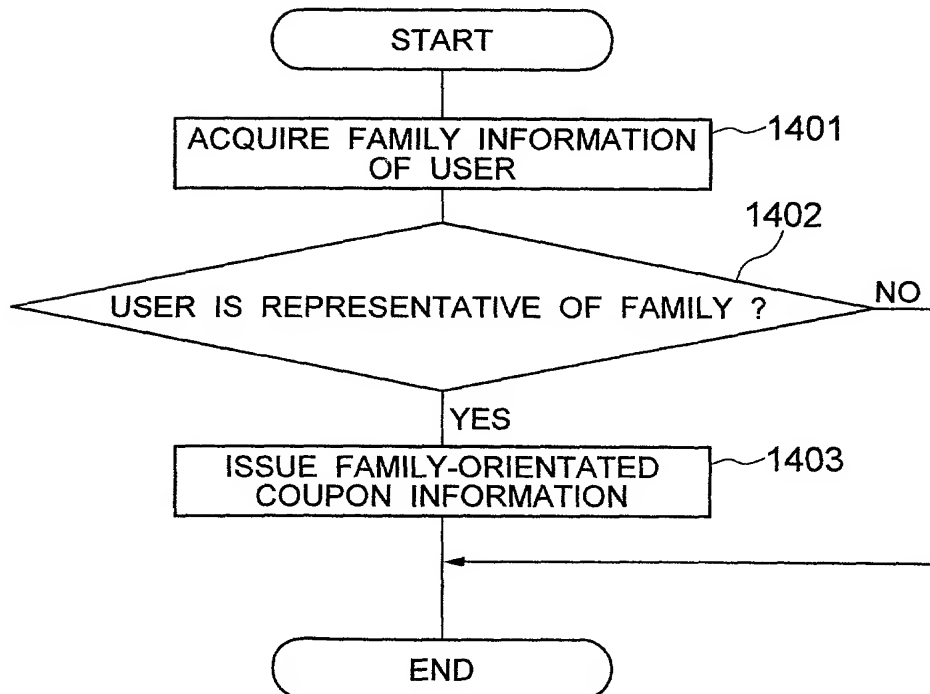 START
ACQUIRE FAMILY INFORMATION
OF USER
1401
1402
USER IS REPRESENTATIVE OF FAMILY ?
NO
YES
ISSUE FAMILY-ORIENTATED
COUPON INFORMATION
1403
END